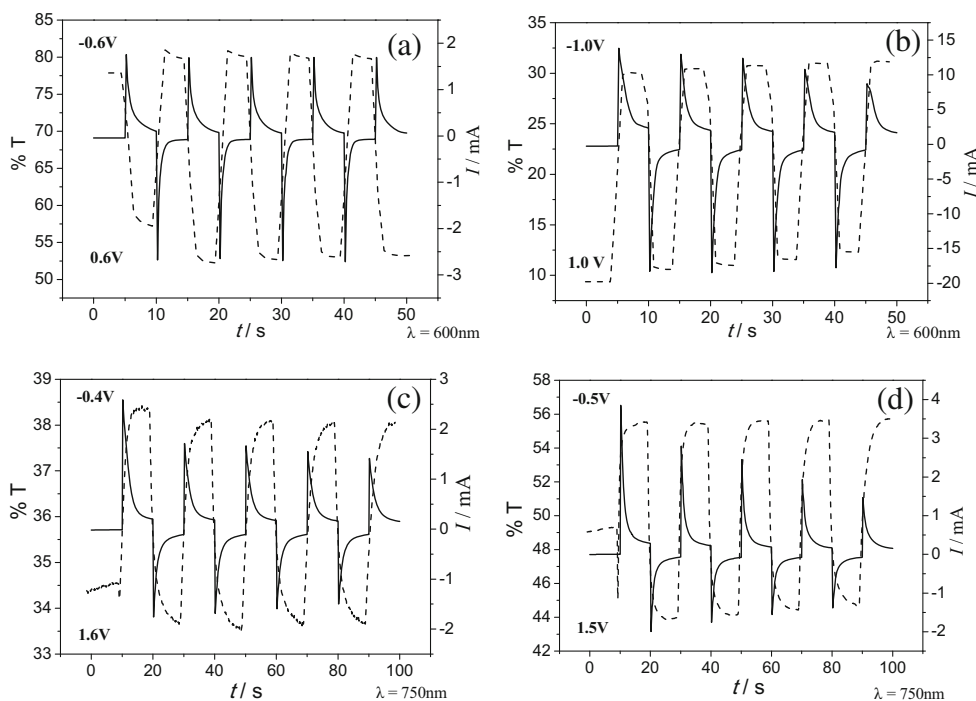 (a)
-0.6V
0.6V
% T
85
80
75
70
65
60
55
50
I / mA
2
1
0
-1
-2
-3
0 10 20 30 40 50
t / s
λ = 600nm
(b)
-1.0V
1.0 V
% T
35
30
25
20
15
10
I / mA
15
10
5
0
-5
-10
-15
-20
0 10 20 30 40 50
t / s
λ = 600nm
(c)
-0.4V
1.6V
% T
39
38
37
36
35
34
33
I / mA
3
2
1
0
-1
-2
0 20 40 60 80 100
t / s
λ = 750nm
(d)
-0.5V
1.5V
% T
58
56
54
52
50
48
46
44
42
I / mA
4
3
2
1
0
-1
-2
0 20 40 60 80 100
t / s
λ = 750nm